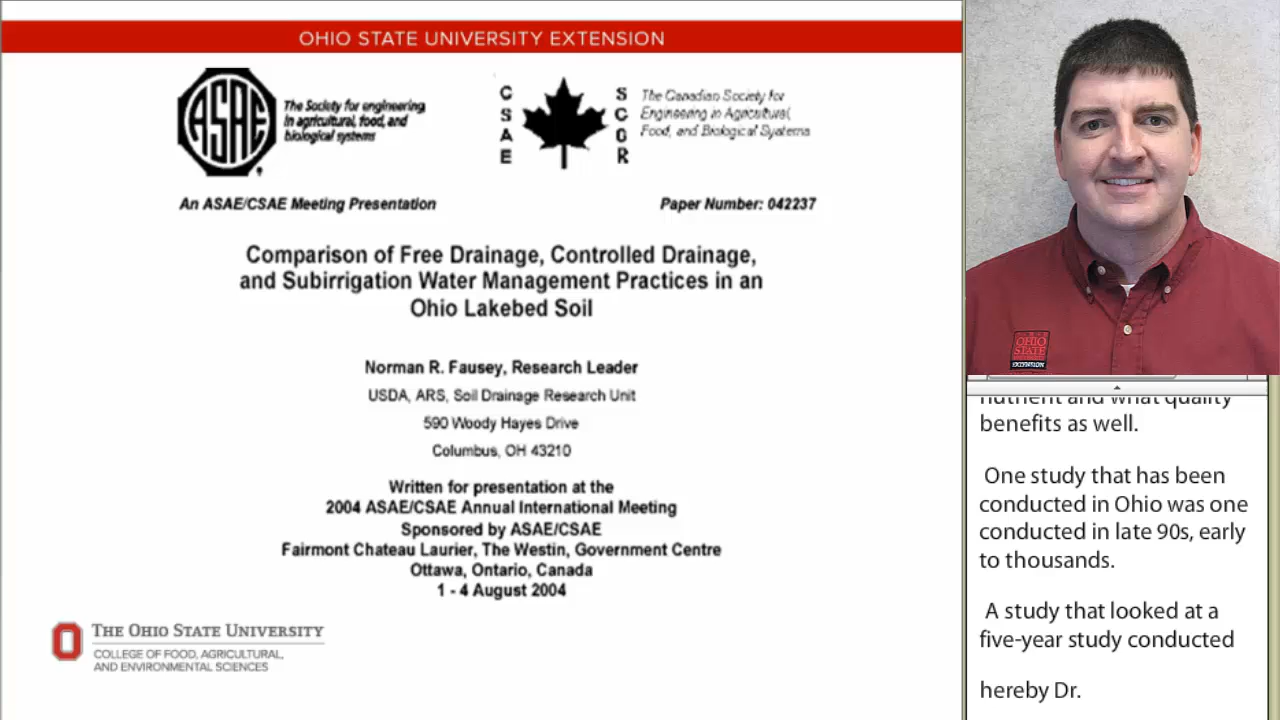 OHIO STATE UNIVERSITY EXTENSION
ASAE
The Society for engineering
in agricultural, food, and
biological systems
C S A E
S C G R
The Canadian Society for
Engineering in Agricultural,
Food, and Biological Systems
An ASAE/CSAE Meeting Presentation
Paper Number: 042237
Comparison of Free Drainage, Controlled Drainage,
and Subirrigation Water Management Practices in an
Ohio Lakebed Soil
Norman R. Fausey, Research Leader
USDA, ARS, Soil Drainage Research Unit
590 Woody Hayes Drive
Columbus, OH 43210
Written for presentation at the
2004 ASAE/CSAE Annual International Meeting
Sponsored by ASAE/CSAE
Fairmont Chateau Laurier, The Westin, Government Centre
Ottawa, Ontario, Canada
1 - 4 August 2004
THE OHIO STATE UNIVERSITY
COLLEGE OF FOOD, AGRICULTURAL,
AND ENVIRONMENTAL SCIENCES
OHIO
STATE
EXTENSION
nutrient and what quality
benefits as well.
One study that has been
conducted in Ohio was one
conducted in late 90s, early
to thousands.
A study that looked at a
five-year study conducted
hereby Dr.